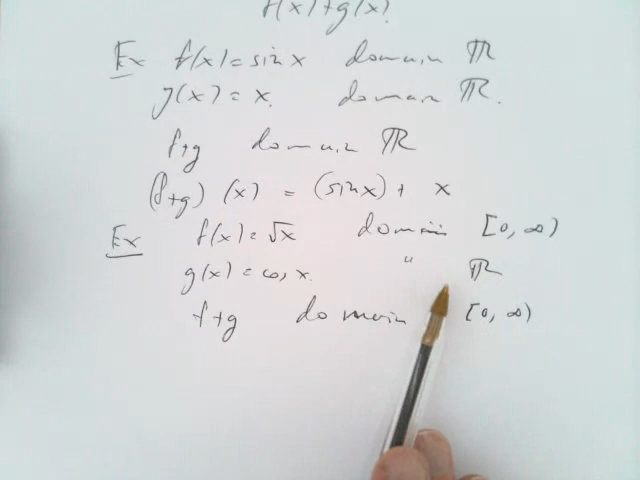 f(x)+g(x).
Ex f(x)=sin x domain ℝ
g(x)=x. domain ℝ.
f+g domain ℝ
(f+g)(x) = (sin x)+ x
Ex f(x)=√x domain [0,∞)
g(x)=cos x. " ℝ
f+g domain [0,∞)